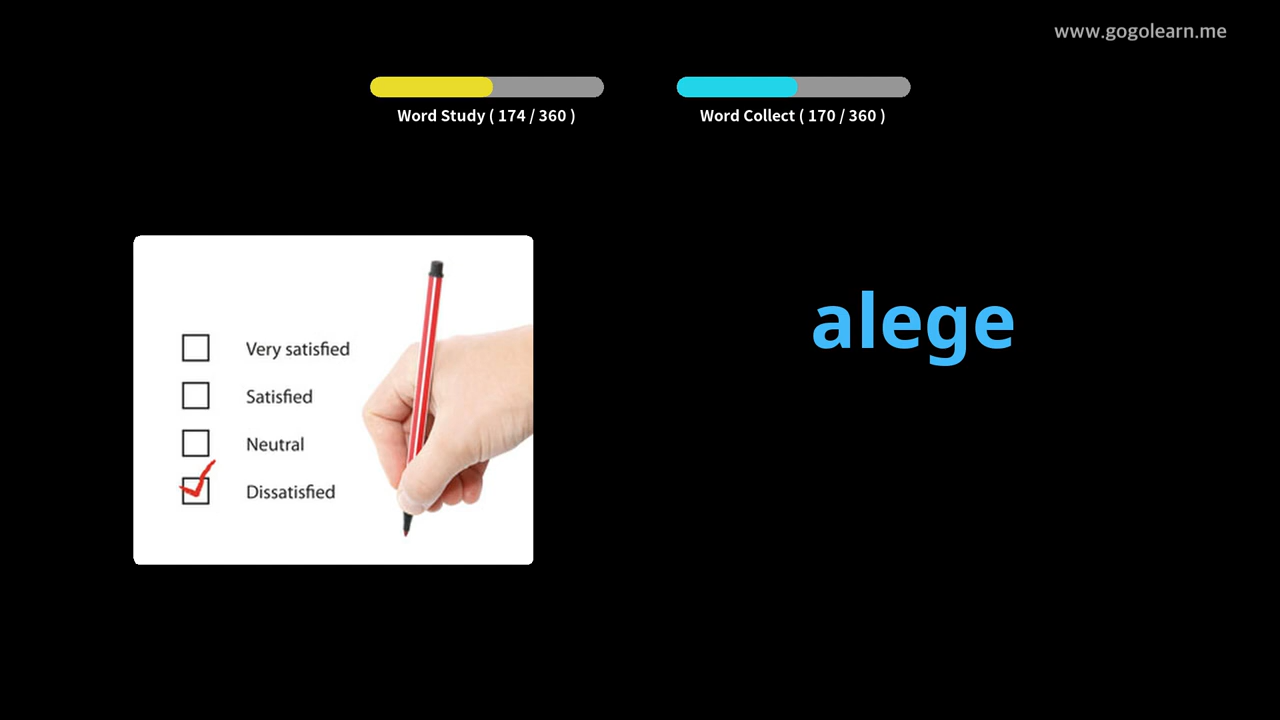 www.gogolearn.me
Word Study ( 174 / 360 )
Word Collect ( 170 / 360 )
alege
Very satisfied
Satisfied
Neutral
Dissatisfied